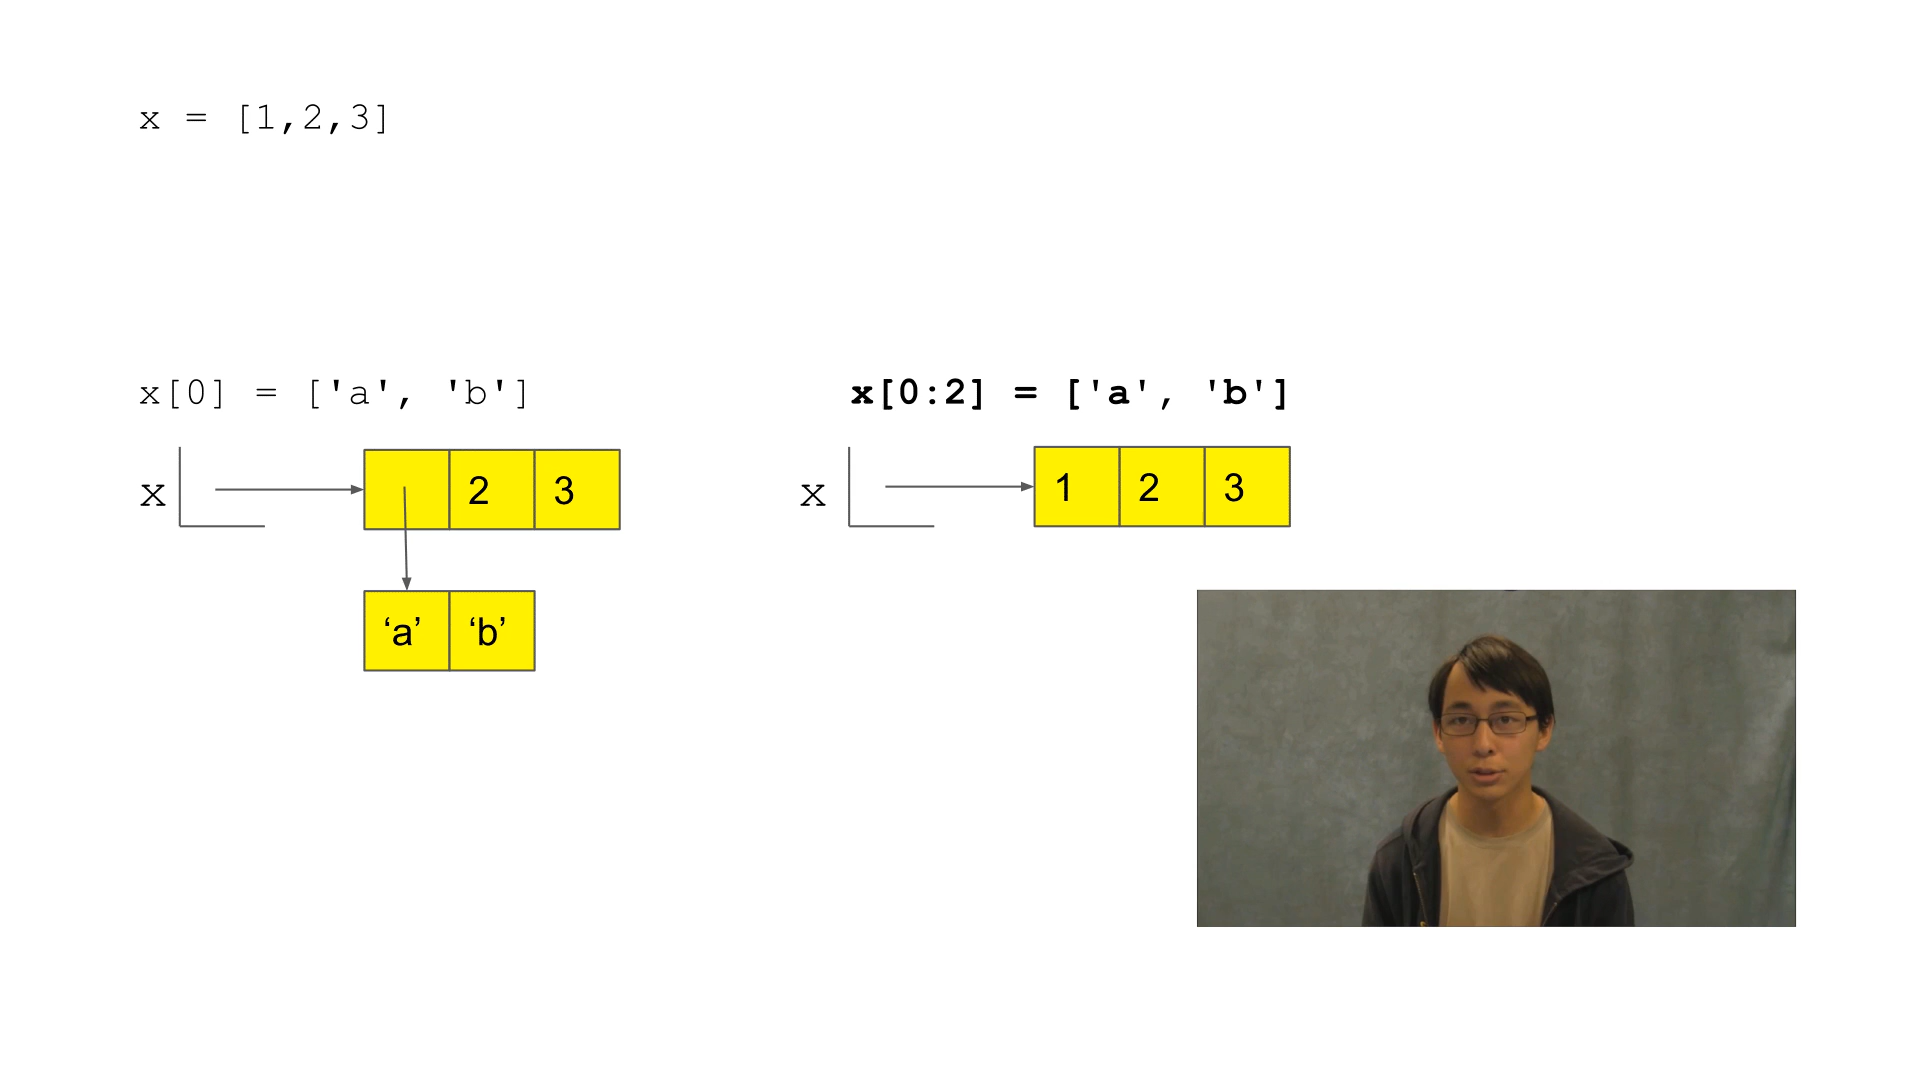 x = [1,2,3]
x[0] = ['a', 'b']
x[0:2] = ['a', 'b']
x
2
3
x
1
2
3
‘a’
‘b’